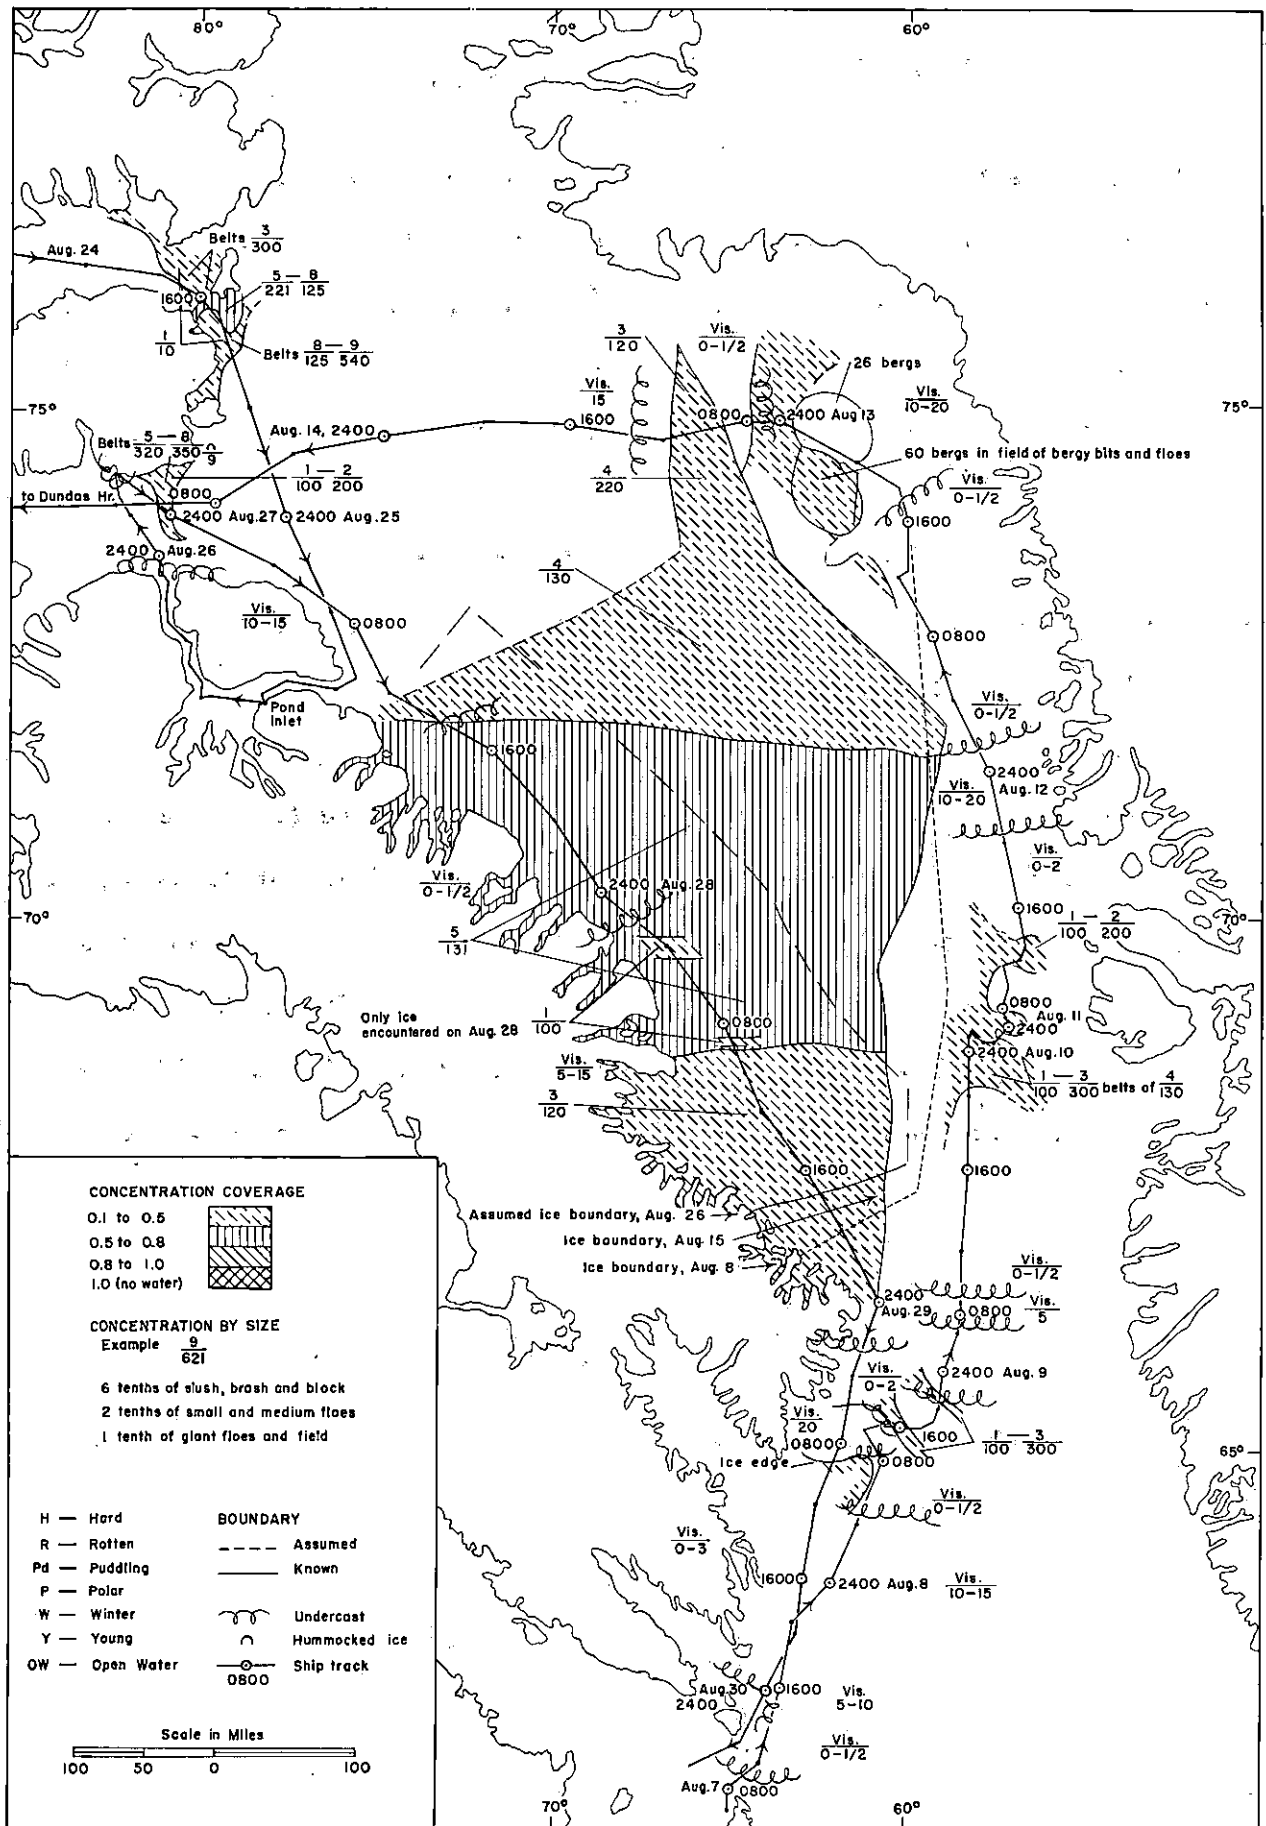 80°
70°
60°
Aug. 24
Belts 3/300
5 — 8
221 / 125
1600
1/10
Belts 8 — 9
125 / 540
3/120
Vis.
0-1/2
26 bergs
Vis.
15
75°
Vis.
10-20
75°
0800
2400 Aug 13
1600
Aug. 14, 2400
Belts 5 — 8
320 350 / 9
60 bergs in field of bergy bits and floes
4/220
1 — 2
100 200
Vis.
0-1/2
to Dundas Hr.
0800
2400 Aug. 27
2400 Aug. 25
1600
2400 Aug. 26
4/130
Vis.
10-15
0800
0800
Pond
Inlet
Vis.
0-1/2
1600
2400
Aug. 12
Vis.
10-20
Vis.
0-2
Vis.
0-1/2
2400 Aug. 28
70°
1600
70°
1 — 2
100 200
5/131
Only ice
encountered on Aug. 28
1/100
0800
0800
Aug. 11
2400
2400 Aug. 10
Vis.
5-15
1 — 3
100 300 belts of 4/130
3/120
1600
1600
Assumed ice boundary, Aug. 26
Ice boundary, Aug. 15
Ice boundary, Aug. 8
Vis.
0-1/2
2400
Aug. 29
0800
Vis.
5
Vis.
0-2
2400 Aug. 9
Vis.
20
0800
1600
1 — 3
100 300
65°
Ice edge
0800
Vis.
0-1/2
Vis.
0-3
1600
2400 Aug. 8
Vis.
10-15
Aug. 30
2400
1600
Vis.
5-10
Vis.
0-1/2
Aug. 7
0800
70°
60°
CONCENTRATION COVERAGE
0.1 to 0.5
0.5 to 0.8
0.8 to 1.0
1.0 (no water)
CONCENTRATION BY SIZE
Example 9/621
6 tenths of slush, brash and block
2 tenths of small and medium floes
1 tenth of giant floes and field
H — Hard
R — Rotten
Pd — Puddling
P — Polar
W — Winter
Y — Young
OW — Open Water
BOUNDARY
Assumed
Known
Undercast
Hummocked ice
Ship track
0800
Scale in Miles
100 50 0 100